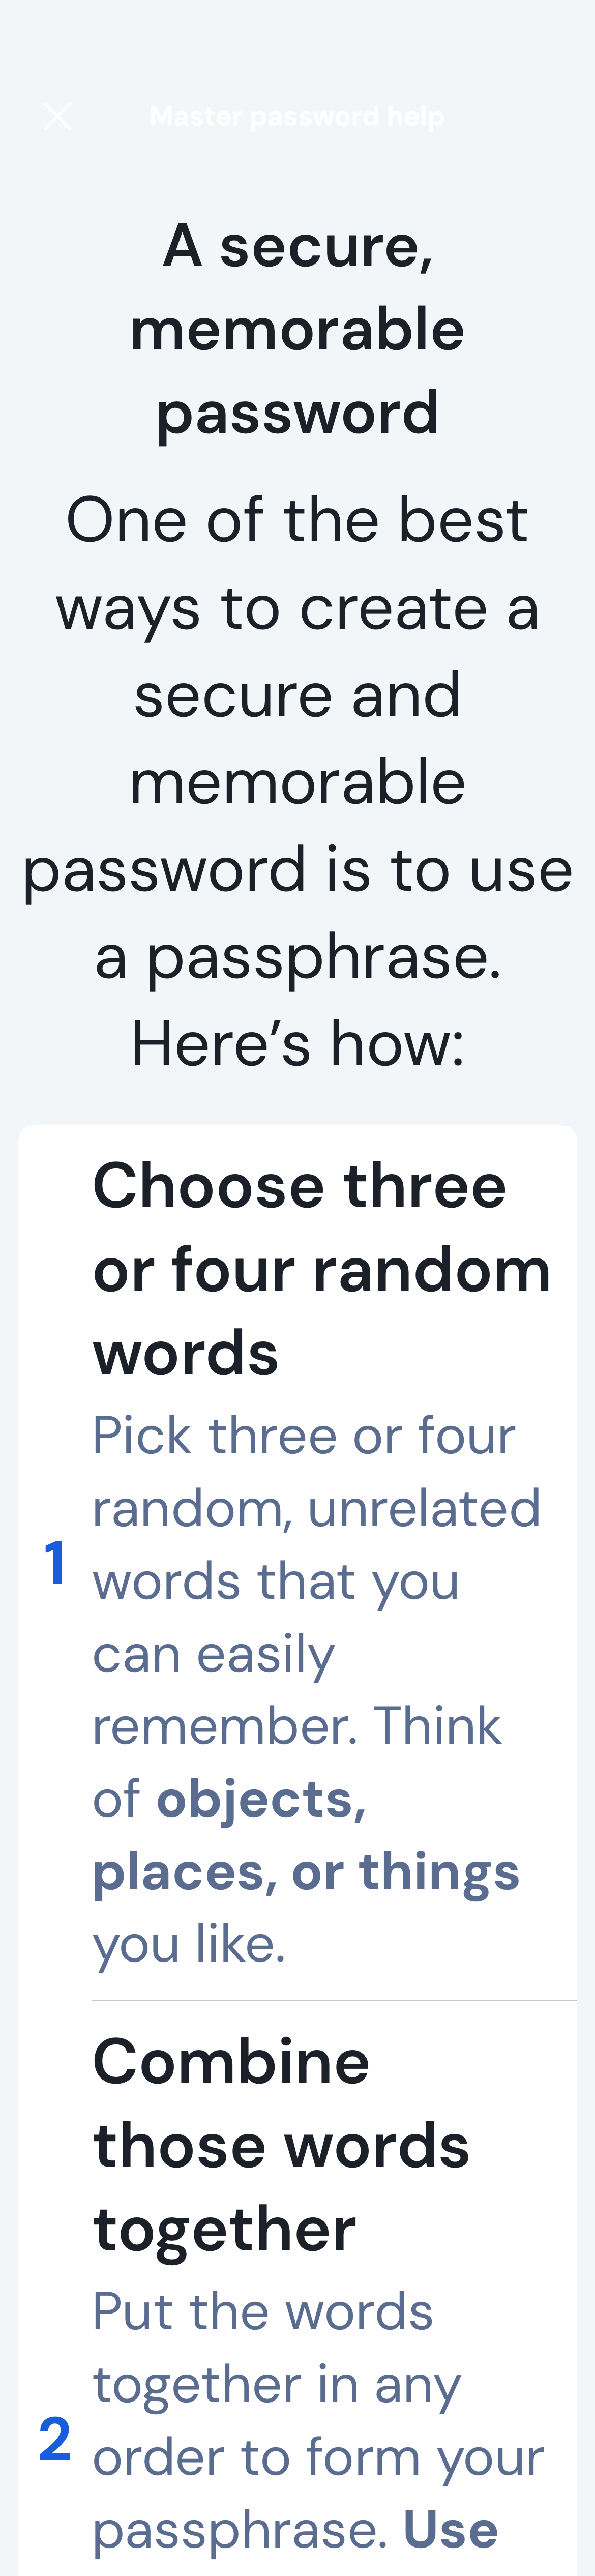 Master password help
A secure,
memorable
password
One of the best
ways to create a
secure and
memorable
password is to use
a passphrase.
Here’s how:
Choose three
or four random
words
1
Pick three or four
random, unrelated
words that you
can easily
remember. Think
of objects,
places, or things
you like.
Combine
those words
together
2
Put the words
together in any
order to form your
passphrase. Use